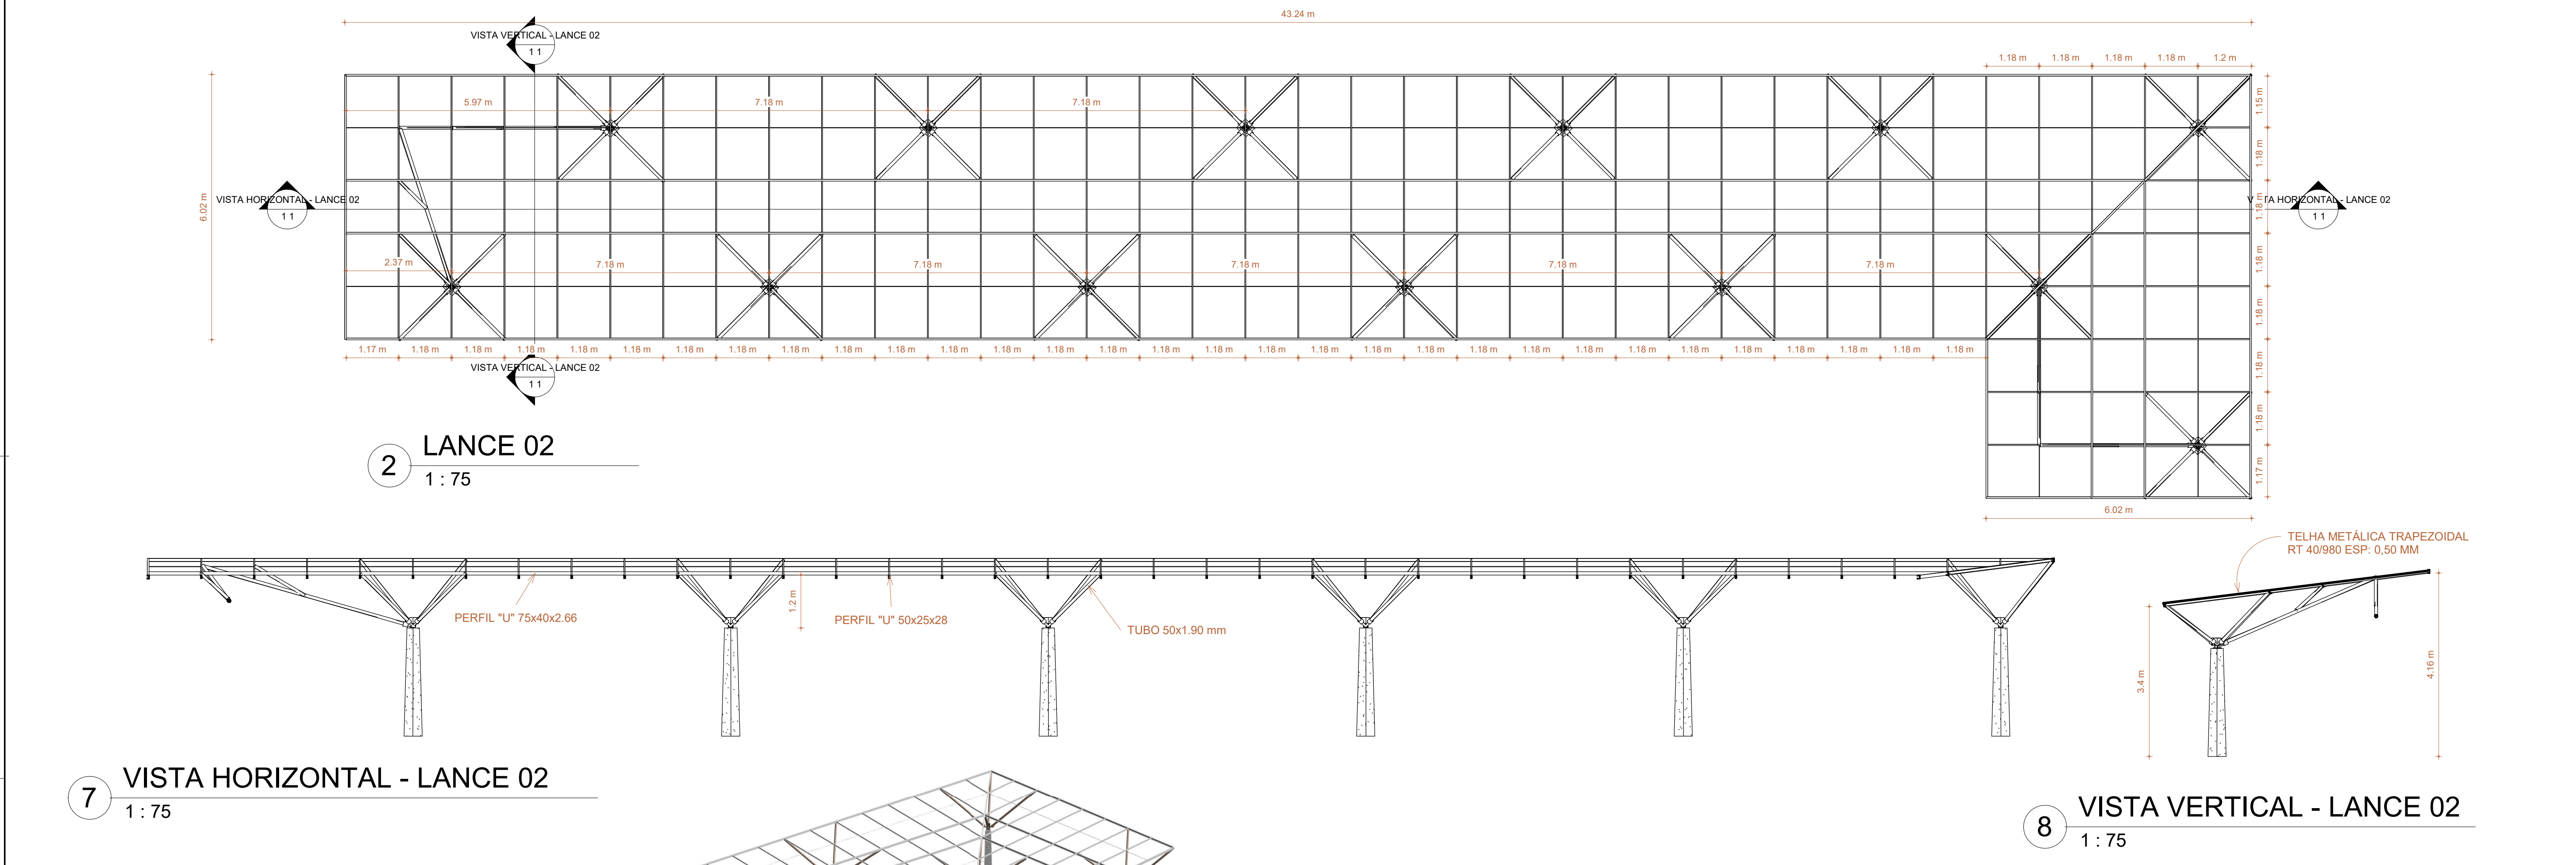 43.24 m
VISTA VERTICAL - LANCE 02
1 1
1.18 m 1.18 m 1.18 m 1.18 m 1.2 m
5.97 m 7.18 m 7.18 m
1.15 m
1.18 m
1.18 m
1.18 m
1.18 m
1.18 m
1.18 m
1.17 m
6.02 m
VISTA HORIZONTAL - LANCE 02
1 1
VISTA HORIZONTAL - LANCE 02
1 1
2.37 m 7.18 m 7.18 m 7.18 m 7.18 m 7.18 m
1.17 m 1.18 m 1.18 m 1.18 m 1.18 m 1.18 m 1.18 m 1.18 m 1.18 m 1.18 m 1.18 m 1.18 m 1.18 m 1.18 m 1.18 m 1.18 m 1.18 m 1.18 m 1.18 m 1.18 m 1.18 m 1.18 m 1.18 m 1.18 m 1.18 m 1.18 m 1.18 m 1.18 m 1.18 m 1.18 m 1.18 m
VISTA VERTICAL - LANCE 02
1 1
6.02 m
2 LANCE 02
1 : 75
PERFIL "U" 75x40x2.66
1.2 m
PERFIL "U" 50x25x28
TUBO 50x1.90 mm
TELHA METÁLICA TRAPEZOIDAL
RT 40/980 ESP: 0,50 MM
3.4 m
4.16 m
7 VISTA HORIZONTAL - LANCE 02
1 : 75
8 VISTA VERTICAL - LANCE 02
1 : 75